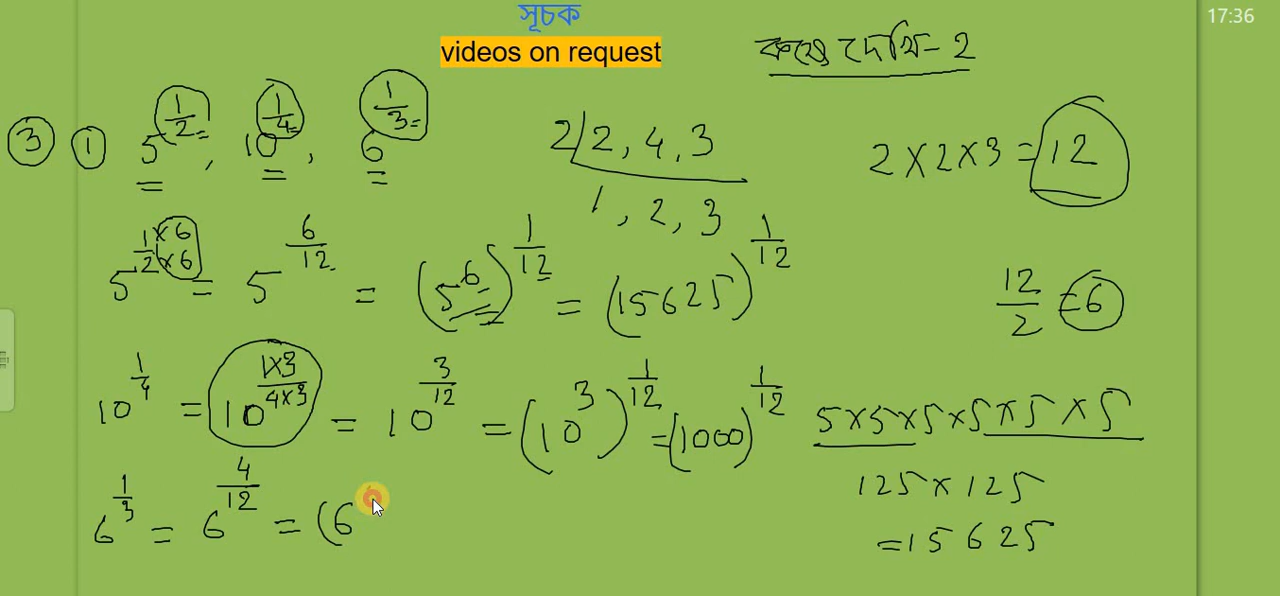 সূচক
17:36
videos on request
কষে দেখি - 2
③ ① 5^(1/2), 10^(1/4), 6^(1/3)
2 / 2, 4, 3
1, 2, 3
2 × 2 × 3 = 12
5^(1×6/2×6) = 5^(6/12) = (5^6)^(1/12) = (15625)^(1/12)
12/2 = 6
10^(1/4) = 10^(1×3/4×3) = 10^(3/12) = (10^3)^(1/12) = (1000)^(1/12)
5×5×5×5×5×5
125 × 125
= 15625
6^(1/3) = 6^(4/12) = (6